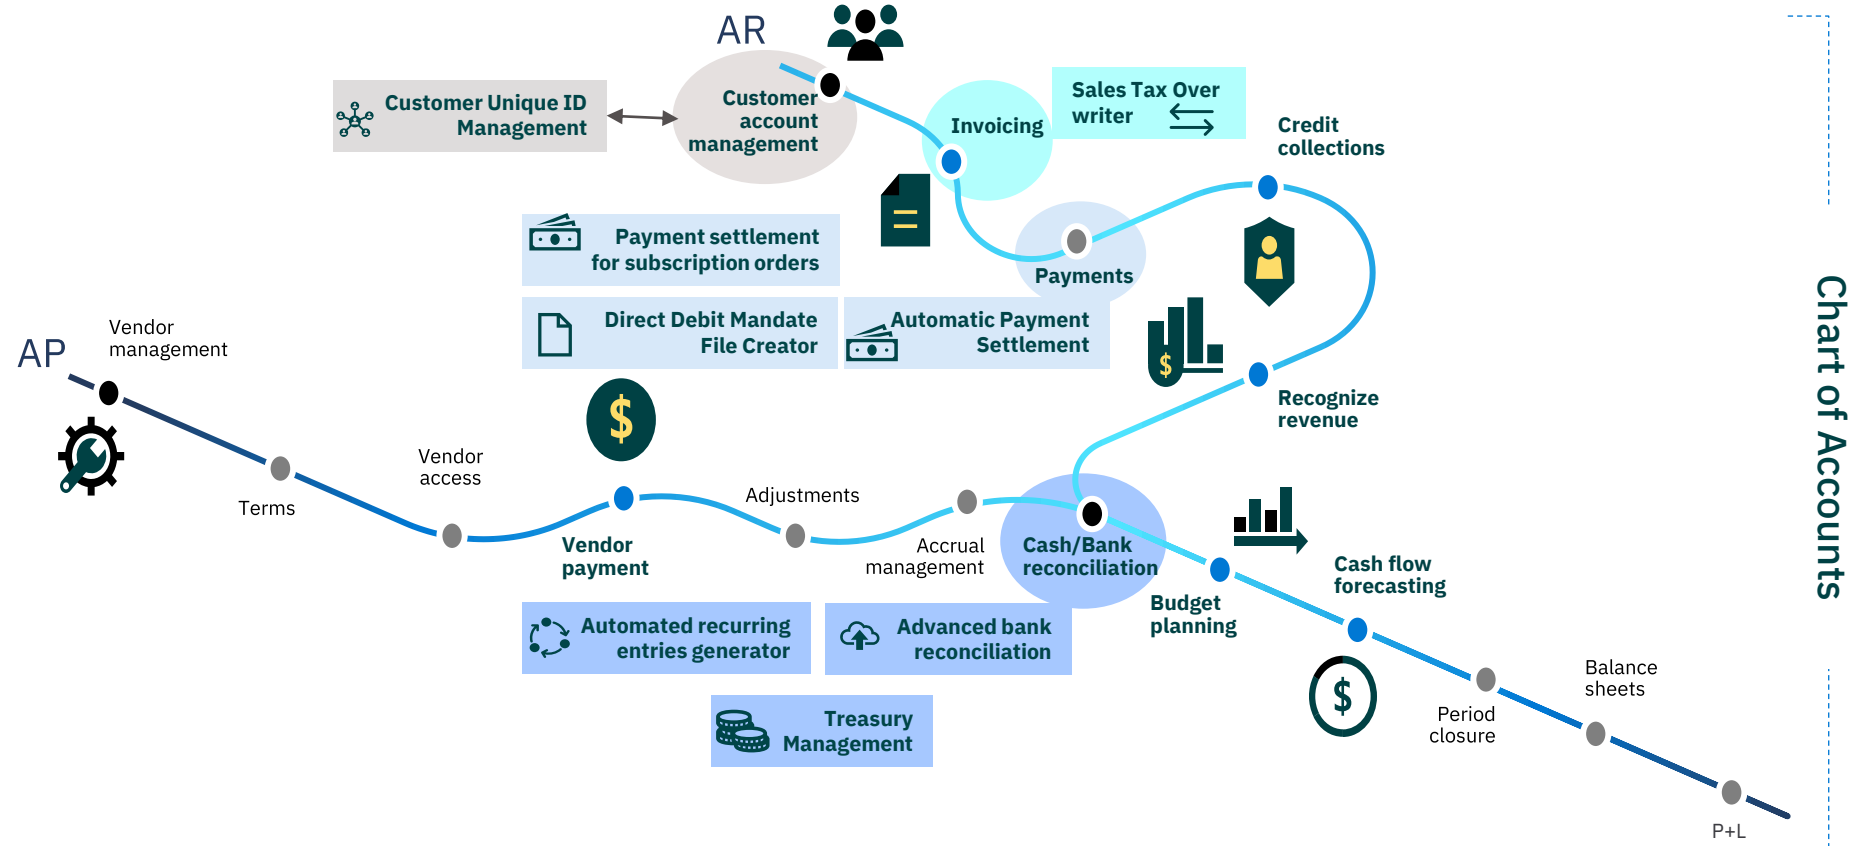 AR
Customer Unique ID
Management
Customer
account
management
Invoicing
Sales Tax Over
writer
Credit
collections
Payment settlement
for subscription orders
Payments
Direct Debit Mandate
File Creator
Automatic Payment
Settlement
$
Recognize
revenue
Chart of Accounts
AP
Vendor
management
Terms
Vendor
access
$
Vendor
payment
Adjustments
Accrual
management
Cash/Bank
reconciliation
Budget
planning
Cash flow
forecasting
$
Automated recurring
entries generator
Advanced bank
reconciliation
Treasury
Management
Period
closure
Balance
sheets
P+L